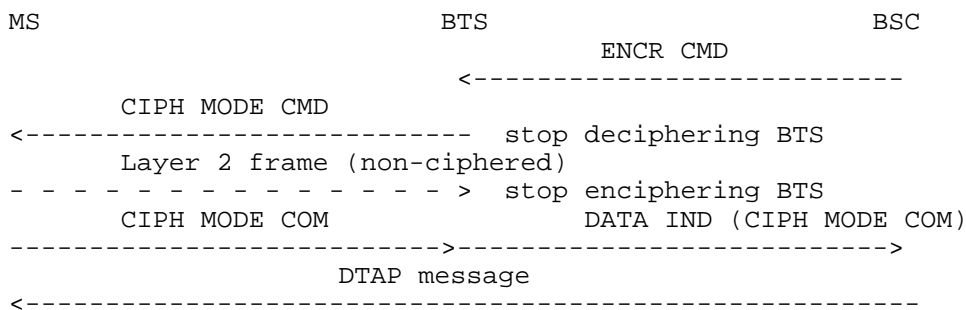 MS BTS BSC
ENCR CMD
<---------------------------
CIPH MODE CMD
<---------------------------- stop deciphering BTS
Layer 2 frame (non-ciphered)
- - - - - - - - - - - - - - > stop enciphering BTS
CIPH MODE COM DATA IND (CIPH MODE COM)
--------------------------->--------------------------->
DTAP message
<--------------------------------------------------------